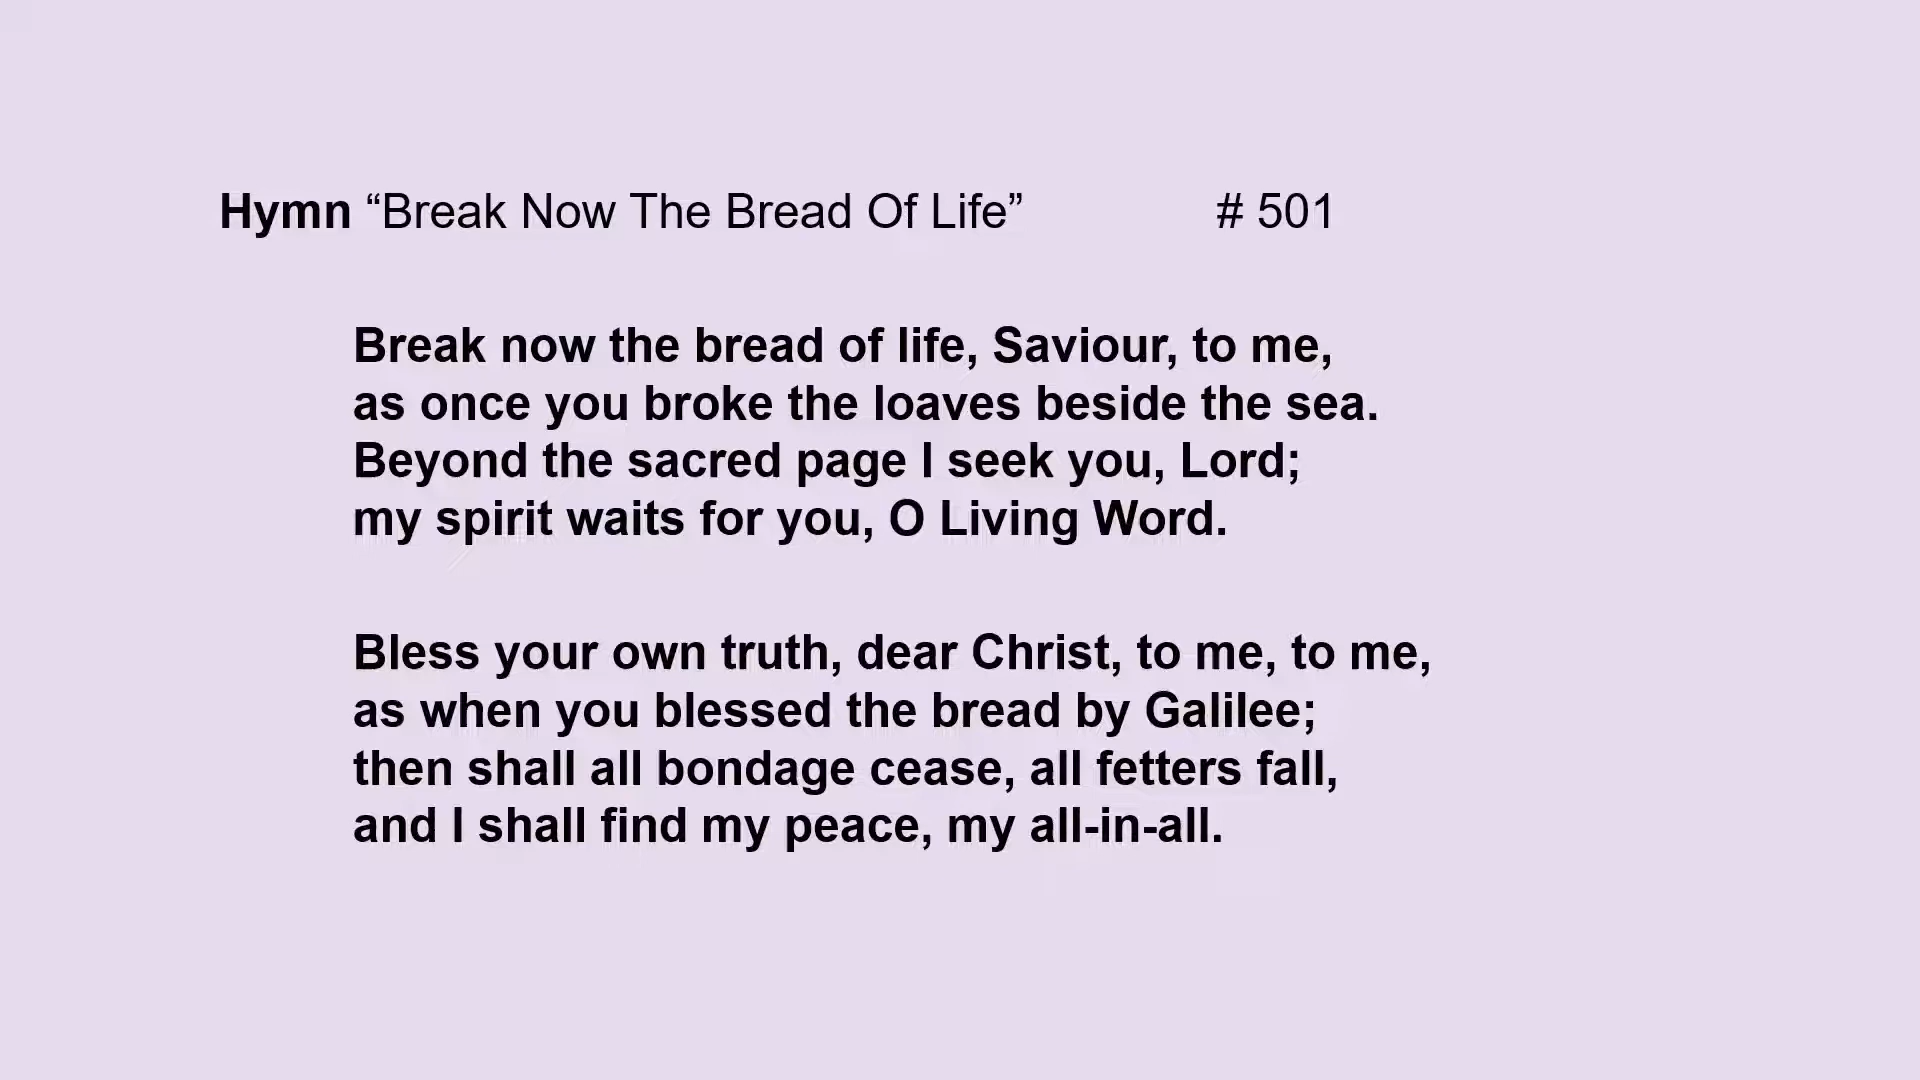 Hymn “Break Now The Bread Of Life” # 501
Break now the bread of life, Saviour, to me,
as once you broke the loaves beside the sea.
Beyond the sacred page I seek you, Lord;
my spirit waits for you, O Living Word.
Bless your own truth, dear Christ, to me, to me,
as when you blessed the bread by Galilee;
then shall all bondage cease, all fetters fall,
and I shall find my peace, my all-in-all.